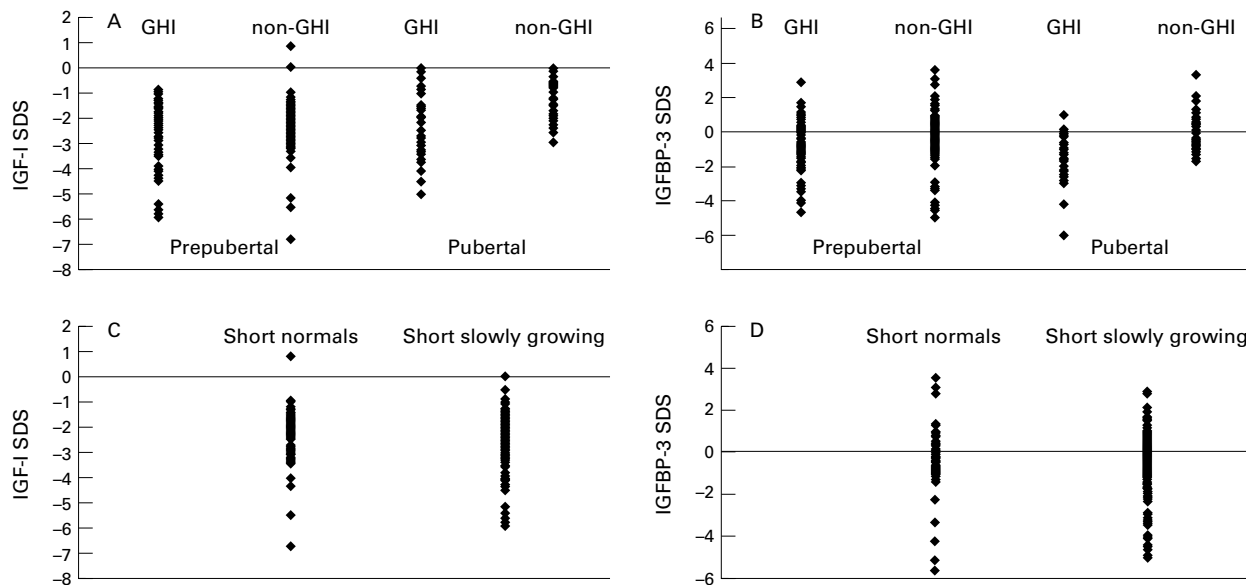 A
GHI non-GHI GHI non-GHI
2
1
0
–1
–2
–3
–4
–5
–6
–7
–8
IGF-I SDS
Prepubertal Pubertal
B
GHI non-GHI GHI non-GHI
6
4
2
0
–2
–4
–6
IGFBP-3 SDS
Prepubertal Pubertal
C
Short normals Short slowly growing
2
1
0
–1
–2
–3
–4
–5
–6
–7
–8
IGF-I SDS
D
Short normals Short slowly growing
6
4
2
0
–2
–4
–6
IGFBP-3 SDS